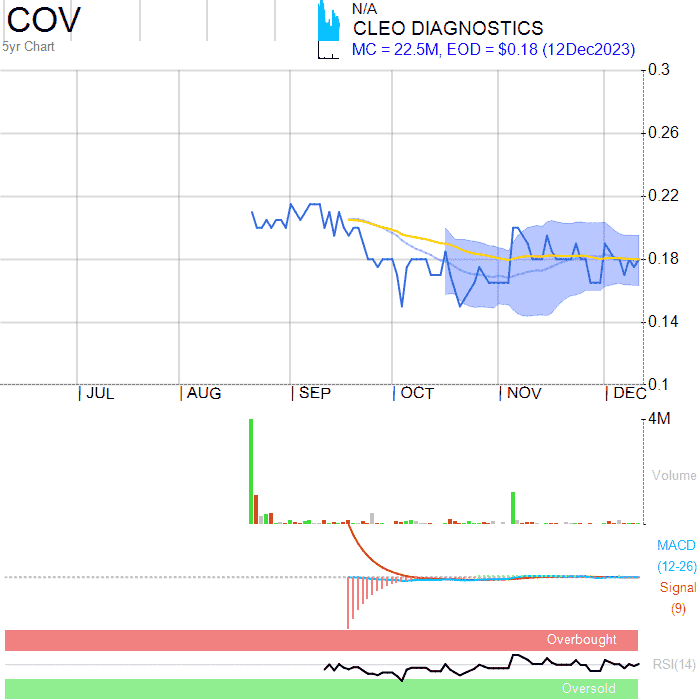 COV
5yr Chart
N/A
CLEO DIAGNOSTICS
MC = 22.5M, EOD = $0.18 (12Dec2023)
0.3
0.26
0.22
0.18
0.14
0.1
JUL AUG SEP OCT NOV DEC
4M
Volume
MACD
(12-26)
Signal
(9)
Overbought
RSI(14)
Oversold